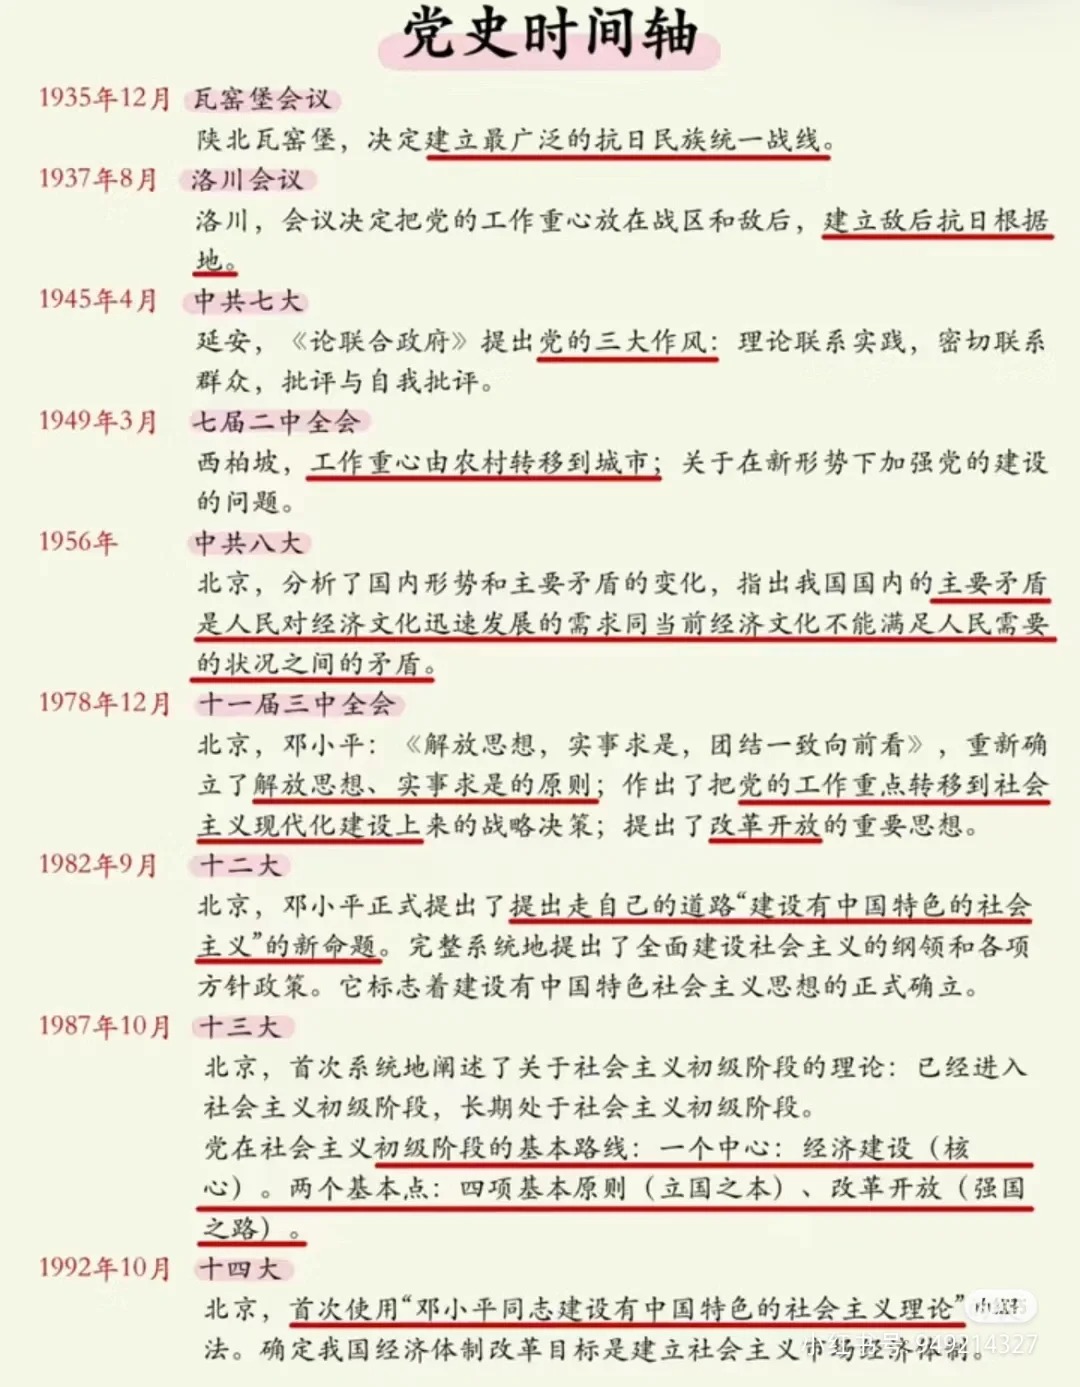 党史时间轴
1935年12月 瓦窑堡会议
陕北瓦窑堡，决定建立最广泛的抗日民族统一战线。
1937年8月 洛川会议
洛川，会议决定把党的工作重心放在战区和敌后，建立敌后抗日根据
地。
1945年4月 中共七大
延安，《论联合政府》提出党的三大作风：理论联系实践，密切联系
群众，批评与自我批评。
1949年3月 七届二中全会
西柏坡，工作重心由农村转移到城市；关于在新形势下加强党的建设
的问题。
1956年 中共八大
北京，分析了国内形势和主要矛盾的变化，指出我国国内的主要矛盾
是人民对经济文化迅速发展的需求同当前经济文化不能满足人民需要
的状况之间的矛盾。
1978年12月 十一届三中全会
北京，邓小平：《解放思想，实事求是，团结一致向前看》，重新确
立了解放思想、实事求是的原则；作出了把党的工作重点转移到社会
主义现代化建设上来的战略决策；提出了改革开放的重要思想。
1982年9月 十二大
北京，邓小平正式提出了提出走自己的道路“建设有中国特色的社会
主义”的新命题。完整系统地提出了全面建设社会主义的纲领和各项
方针政策。它标志着建设有中国特色社会主义思想的正式确立。
1987年10月 十三大
北京，首次系统地阐述了关于社会主义初级阶段的理论：已经进入
社会主义初级阶段，长期处于社会主义初级阶段。
党在社会主义初级阶段的基本路线：一个中心：经济建设（核
心）。两个基本点：四项基本原则（立国之本）、改革开放（强国
之路）。
1992年10月 十四大
北京，首次使用“邓小平同志建设有中国特色的社会主义理论”
小红书
法。确定我国经济体制改革目标是建立社会主义市场经济体制。
小红书号 949214327